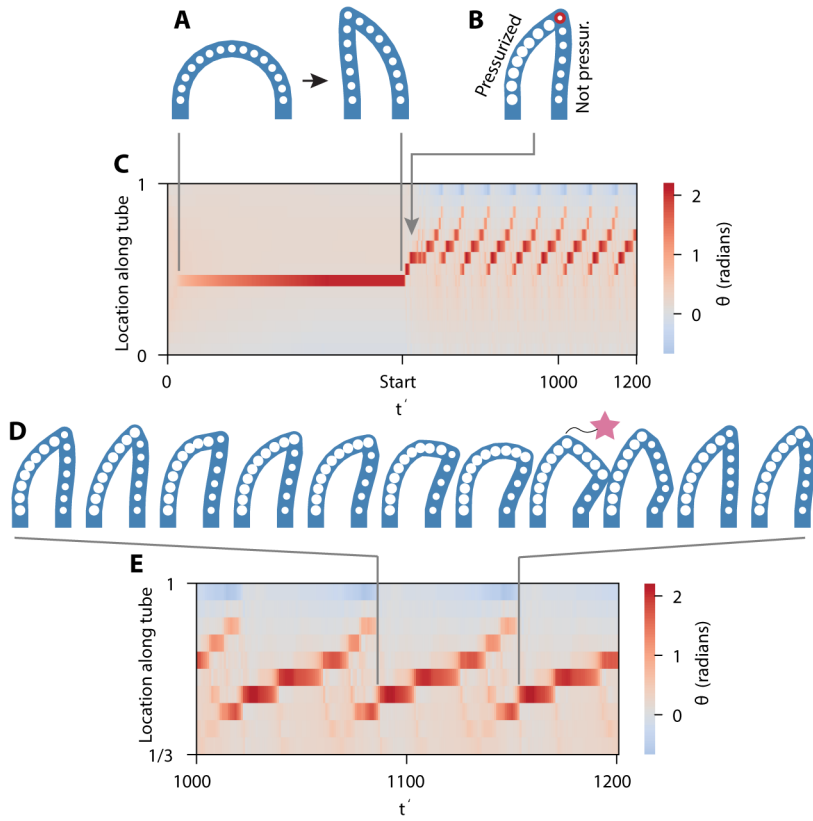 A
B
Pressurized
Not pressur.
C
1
0
Location along tube
0
Start
1000
1200
t′
2
1
0
θ (radians)
D
E
1
1/3
Location along tube
1000
1100
1200
t′
2
1
0
θ (radians)